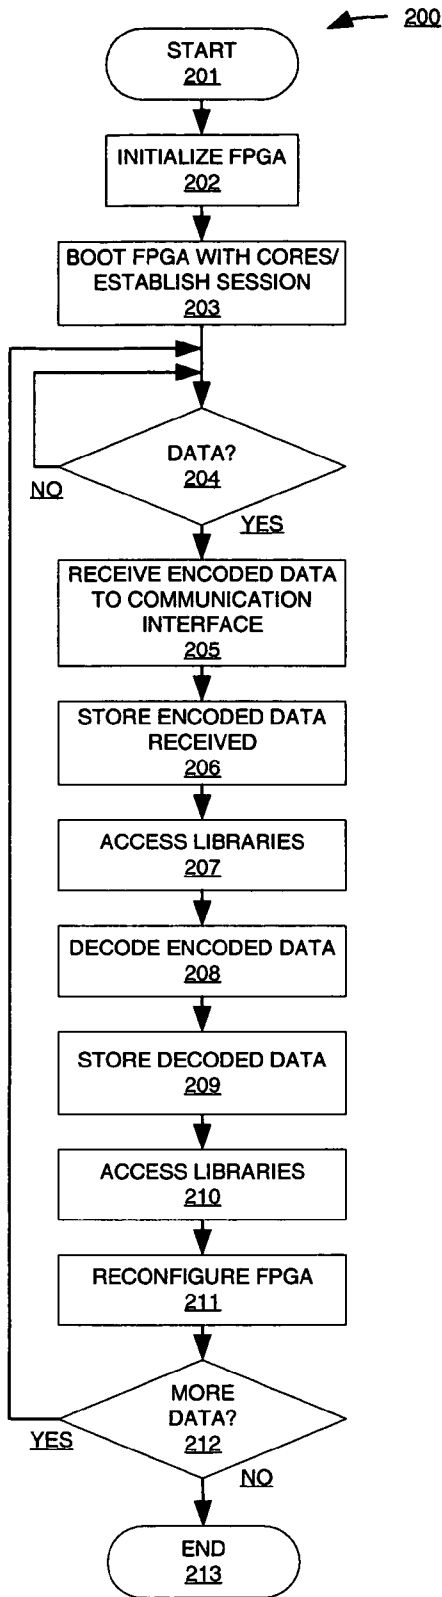 200
START
201
INITIALIZE FPGA
202
BOOT FPGA WITH CORES/
ESTABLISH SESSION
203
DATA?
204
NO
YES
RECEIVE ENCODED DATA
TO COMMUNICATION
INTERFACE
205
STORE ENCODED DATA
RECEIVED
206
ACCESS LIBRARIES
207
DECODE ENCODED DATA
208
STORE DECODED DATA
209
ACCESS LIBRARIES
210
RECONFIGURE FPGA
211
MORE
DATA?
212
YES
NO
END
213